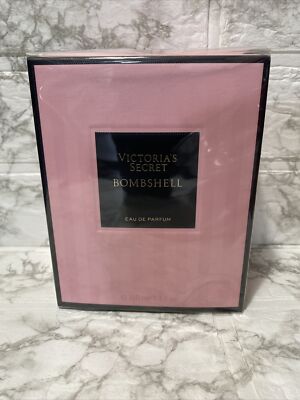 VICTORIA'S
SECRET
BOMBSHELL
EAU DE PARFUM